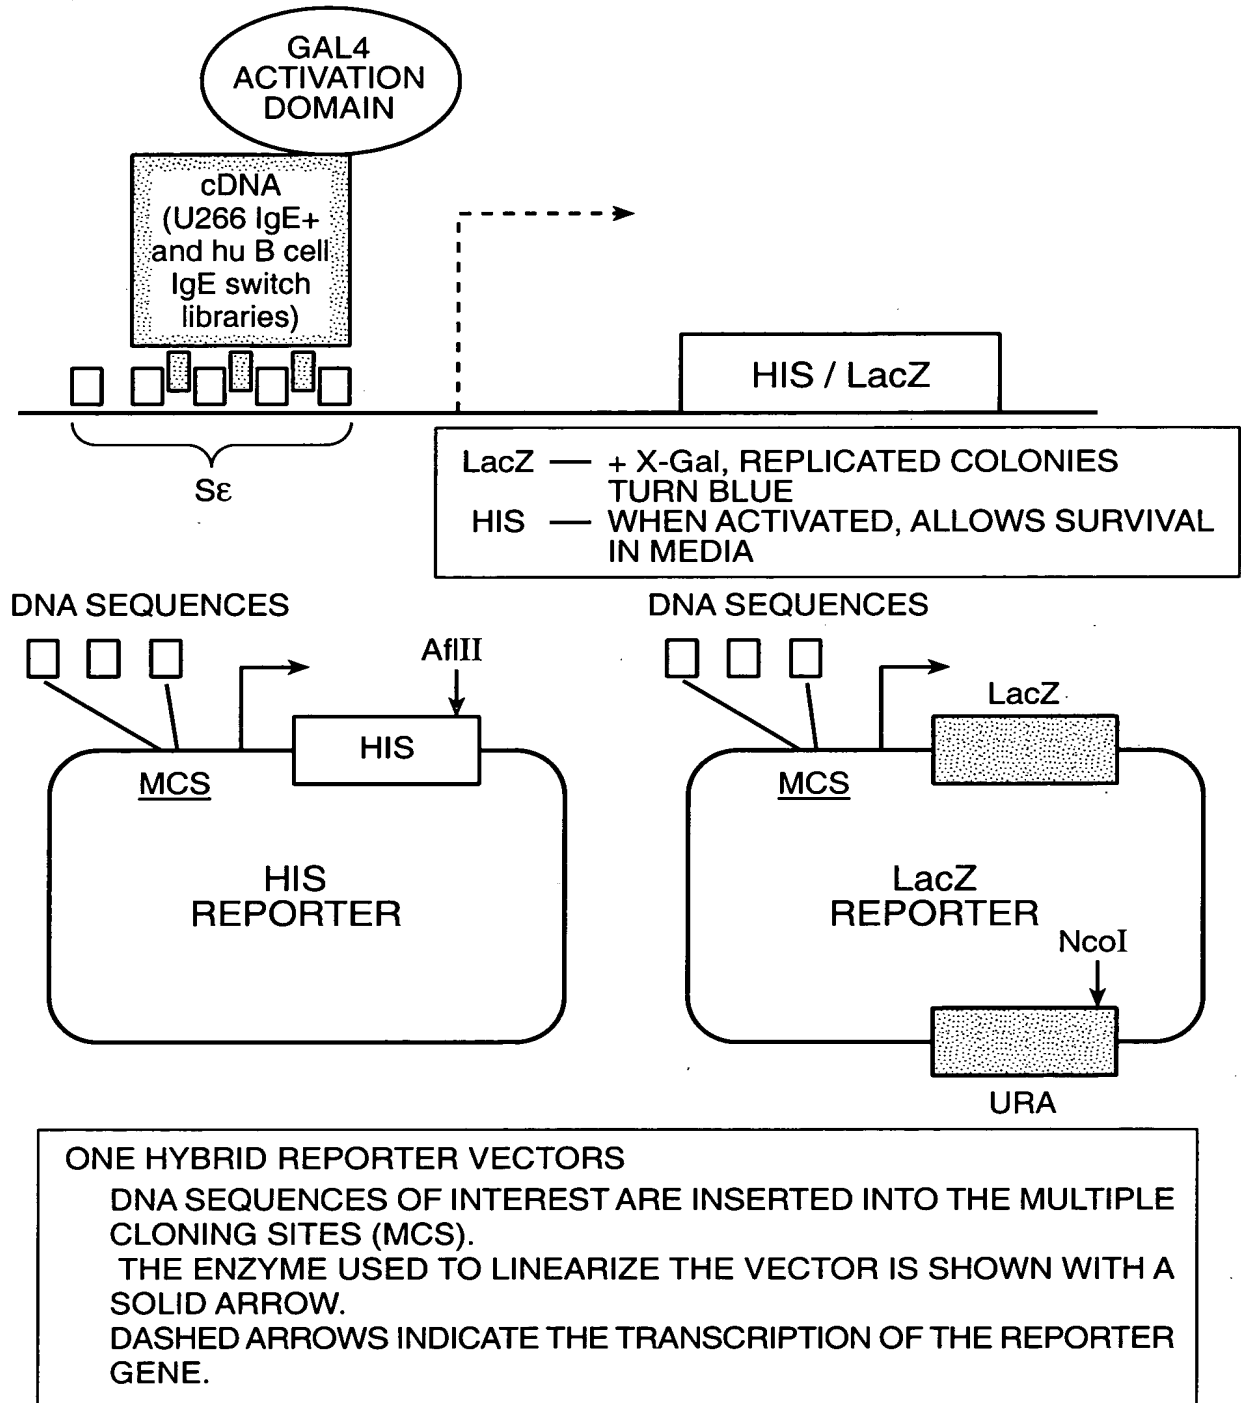 GAL4
ACTIVATION
DOMAIN
cDNA
(U266 IgE+
and hu B cell
IgE switch
libraries)
HIS / LacZ
Sε
LacZ — + X-Gal, REPLICATED COLONIES
TURN BLUE
HIS — WHEN ACTIVATED, ALLOWS SURVIVAL
IN MEDIA
DNA SEQUENCES
AflII
HIS
MCS
HIS
REPORTER
DNA SEQUENCES
LacZ
MCS
LacZ
REPORTER
NcoI
URA
ONE HYBRID REPORTER VECTORS
DNA SEQUENCES OF INTEREST ARE INSERTED INTO THE MULTIPLE
CLONING SITES (MCS).
THE ENZYME USED TO LINEARIZE THE VECTOR IS SHOWN WITH A
SOLID ARROW.
DASHED ARROWS INDICATE THE TRANSCRIPTION OF THE REPORTER
GENE.